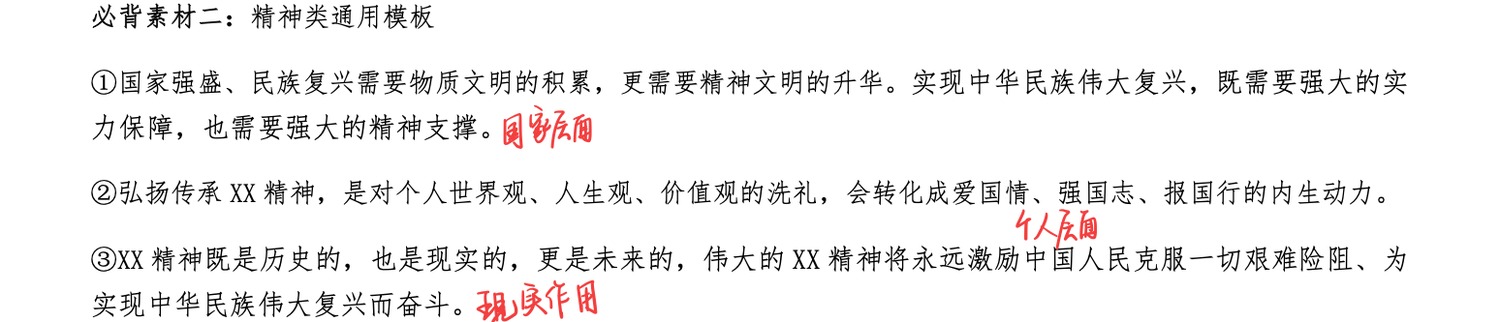 必背素材二：精神类通用模板
①国家强盛、民族复兴需要物质文明的积累，更需要精神文明的升华。实现中华民族伟大复兴，既需要强大的实
力保障，也需要强大的精神支撑。国家层面
②弘扬传承 XX 精神，是对个人世界观、人生观、价值观的洗礼，会转化成爱国情、强国志、报国行的内生动力。
个人层面
③XX 精神既是历史的，也是现实的，更是未来的，伟大的 XX 精神将永远激励中国人民克服一切艰难险阻、为
实现中华民族伟大复兴而奋斗。现实作用